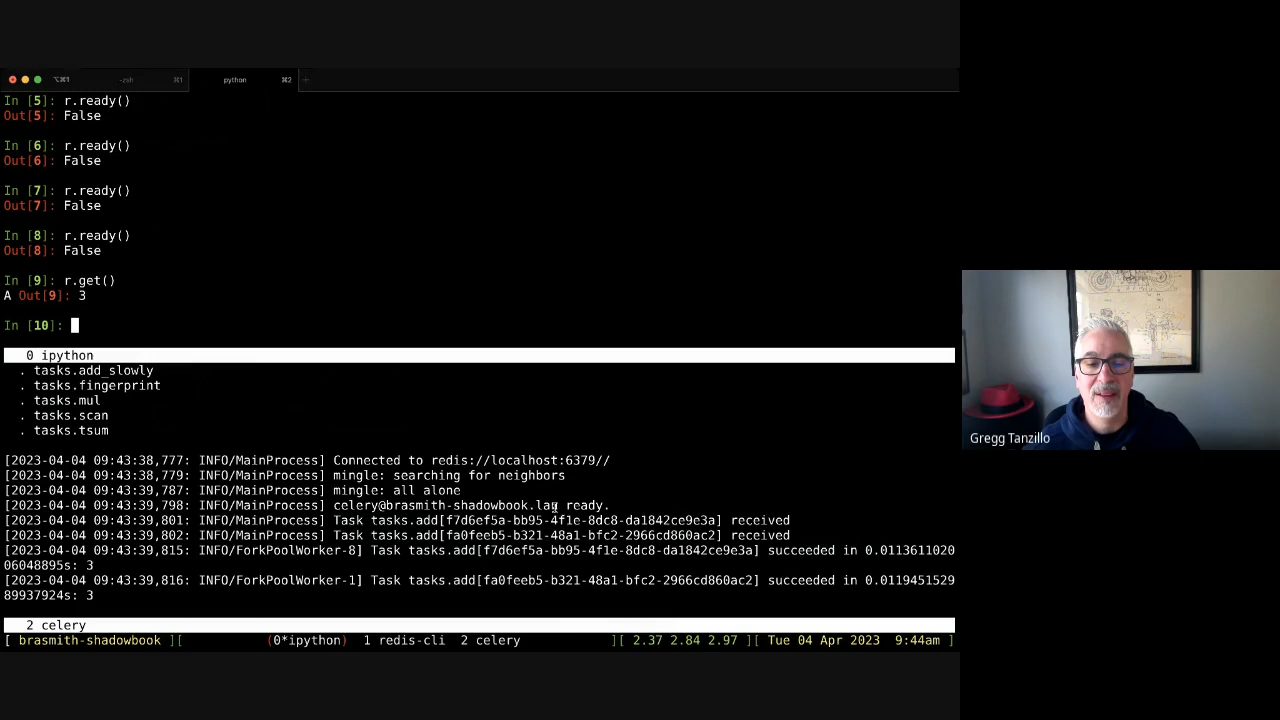 ⌥⌘1 -zsh ⌘1 python ⌘2 +
In [5]: r.ready()
Out[5]: False
In [6]: r.ready()
Out[6]: False
In [7]: r.ready()
Out[7]: False
In [8]: r.ready()
Out[8]: False
In [9]: r.get()
A Out[9]: 3
In [10]:
0 ipython
. tasks.add_slowly
. tasks.fingerprint
. tasks.mul
. tasks.scan
. tasks.tsum
[2023-04-04 09:43:38,777: INFO/MainProcess] Connected to redis://localhost:6379//
[2023-04-04 09:43:38,779: INFO/MainProcess] mingle: searching for neighbors
[2023-04-04 09:43:39,787: INFO/MainProcess] mingle: all alone
[2023-04-04 09:43:39,798: INFO/MainProcess] celery@brasmith-shadowbook.lan ready.
[2023-04-04 09:43:39,801: INFO/MainProcess] Task tasks.add[f7d6ef5a-bb95-4f1e-8dc8-da1842ce9e3a] received
[2023-04-04 09:43:39,802: INFO/MainProcess] Task tasks.add[fa0feeb5-b321-48a1-bfc2-2966cd860ac2] received
[2023-04-04 09:43:39,815: INFO/ForkPoolWorker-8] Task tasks.add[f7d6ef5a-bb95-4f1e-8dc8-da1842ce9e3a] succeeded in 0.0113611020
06048895s: 3
[2023-04-04 09:43:39,816: INFO/ForkPoolWorker-1] Task tasks.add[fa0feeb5-b321-48a1-bfc2-2966cd860ac2] succeeded in 0.0119451529
89937924s: 3
2 celery
[ brasmith-shadowbook ][ (0*ipython) 1 redis-cli 2 celery ][ 2.37 2.84 2.97 ][ Tue 04 Apr 2023 9:44am ]
Gregg Tanzillo